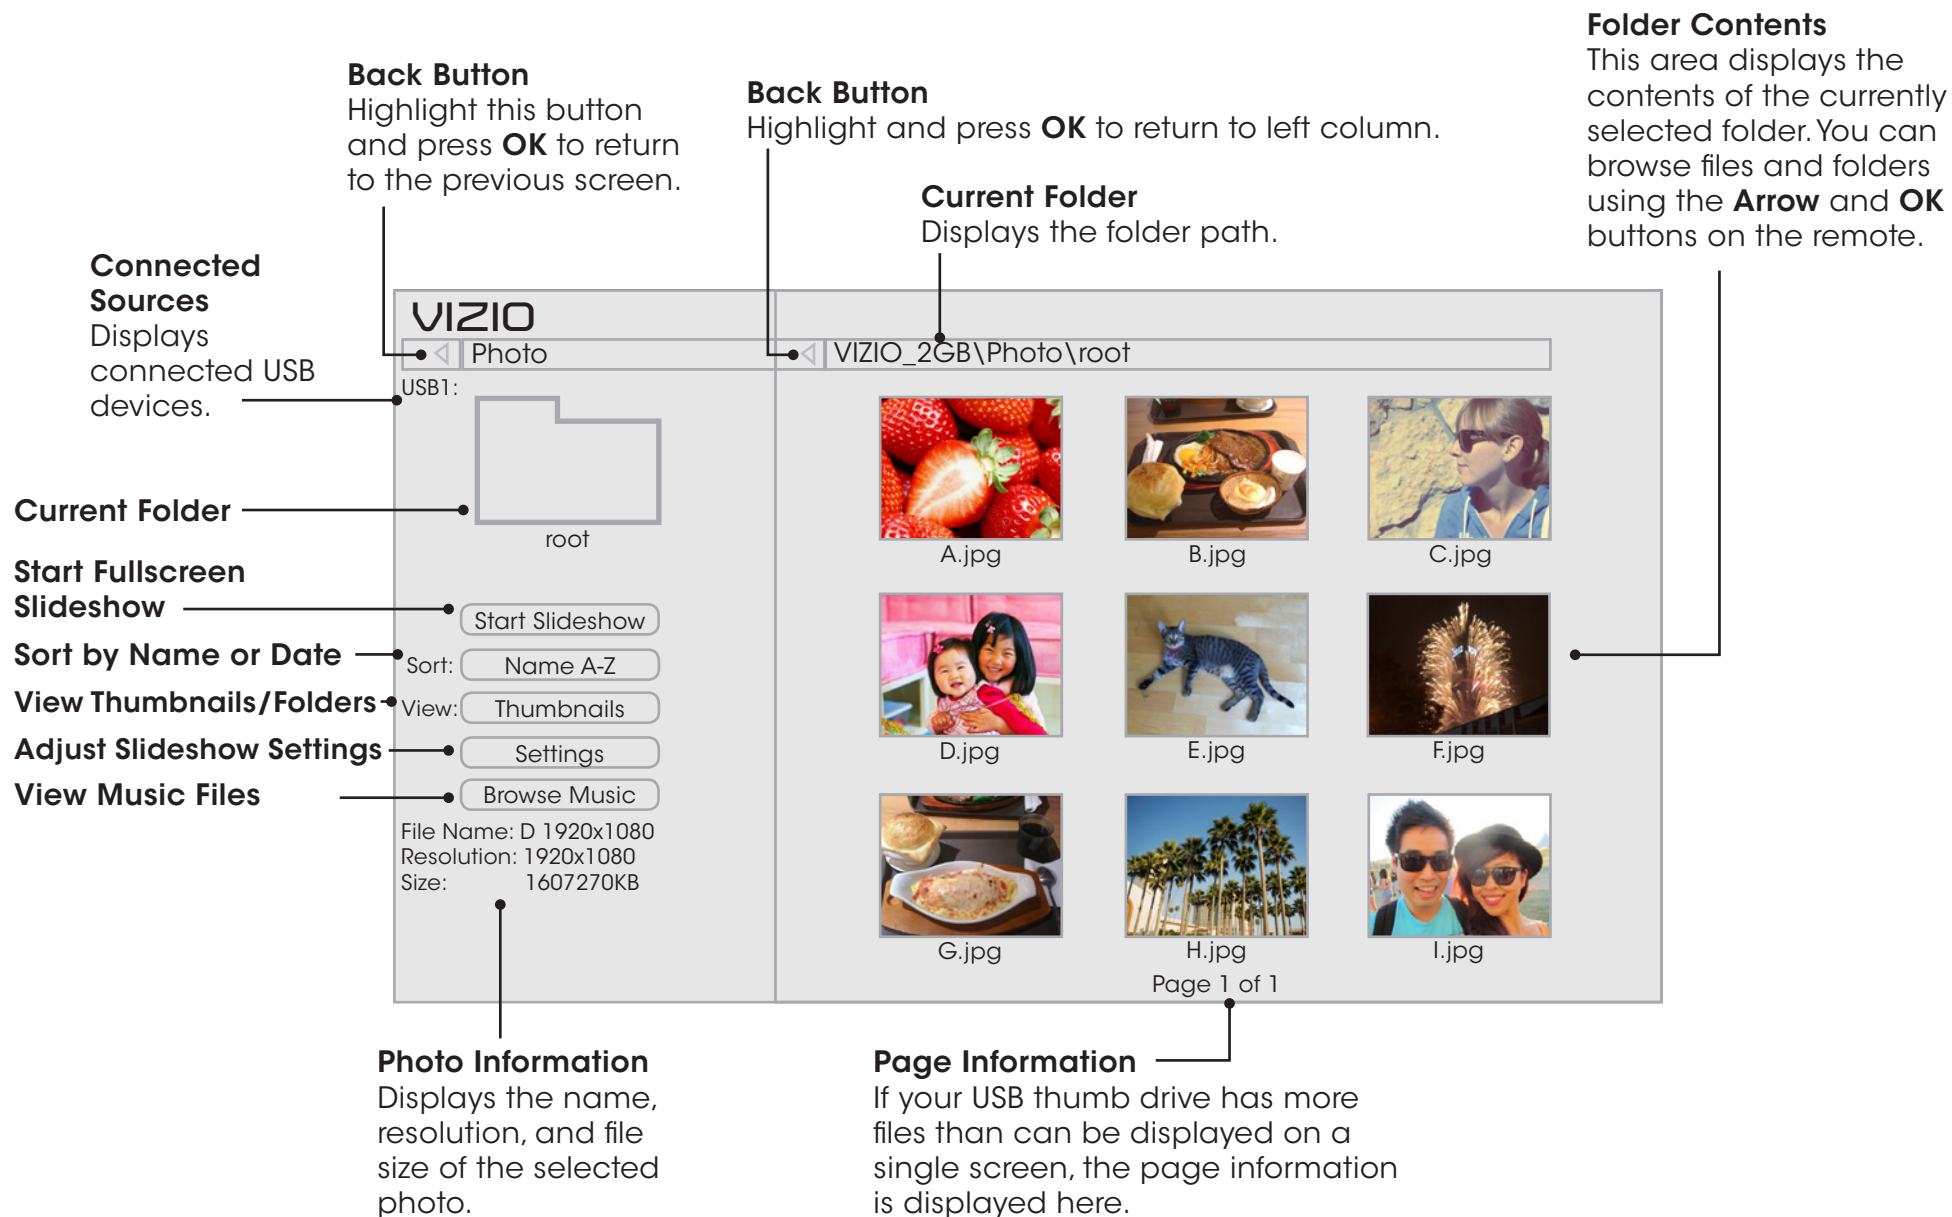 Folder Contents
This area displays the
contents of the currently
selected folder. You can
browse files and folders
using the Arrow and OK
buttons on the remote.
Back Button
Highlight this button
and press OK to return
to the previous screen.
Back Button
Highlight and press OK to return to left column.
Current Folder
Displays the folder path.
Connected
Sources
Displays
connected USB
devices.
VIZIO
Photo
VIZIO_2GB\Photo\root
USB1:
Current Folder
root
Start Fullscreen
Slideshow
Start Slideshow
Sort by Name or Date
Sort: Name A-Z
View Thumbnails/Folders
View: Thumbnails
Adjust Slideshow Settings
Settings
View Music Files
Browse Music
File Name: D 1920x1080
Resolution: 1920x1080
Size: 1607270KB
A.jpg
B.jpg
C.jpg
D.jpg
E.jpg
F.jpg
G.jpg
H.jpg
I.jpg
Page 1 of 1
Photo Information
Displays the name,
resolution, and file
size of the selected
photo.
Page Information
If your USB thumb drive has more
files than can be displayed on a
single screen, the page information
is displayed here.